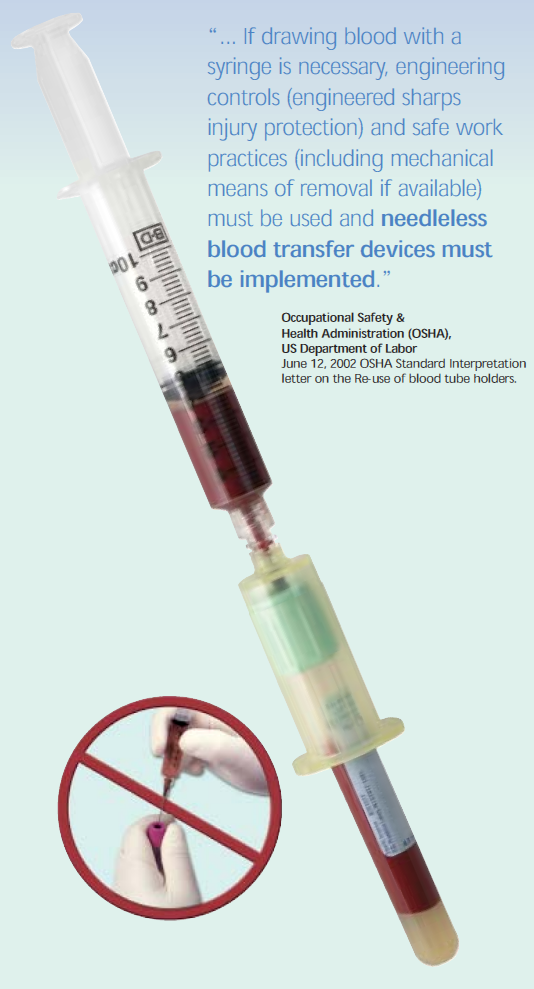 “... If drawing blood with a
syringe is necessary, engineering
controls (engineered sharps
injury protection) and safe work
practices (including mechanical
means of removal if available)
must be used and needleless
blood transfer devices must
be implemented.”
Occupational Safety &
Health Administration (OSHA),
US Department of Labor
June 12, 2002 OSHA Standard Interpretation
letter on the Re-use of blood tube holders.
B-D
10cc
9
8
7
6